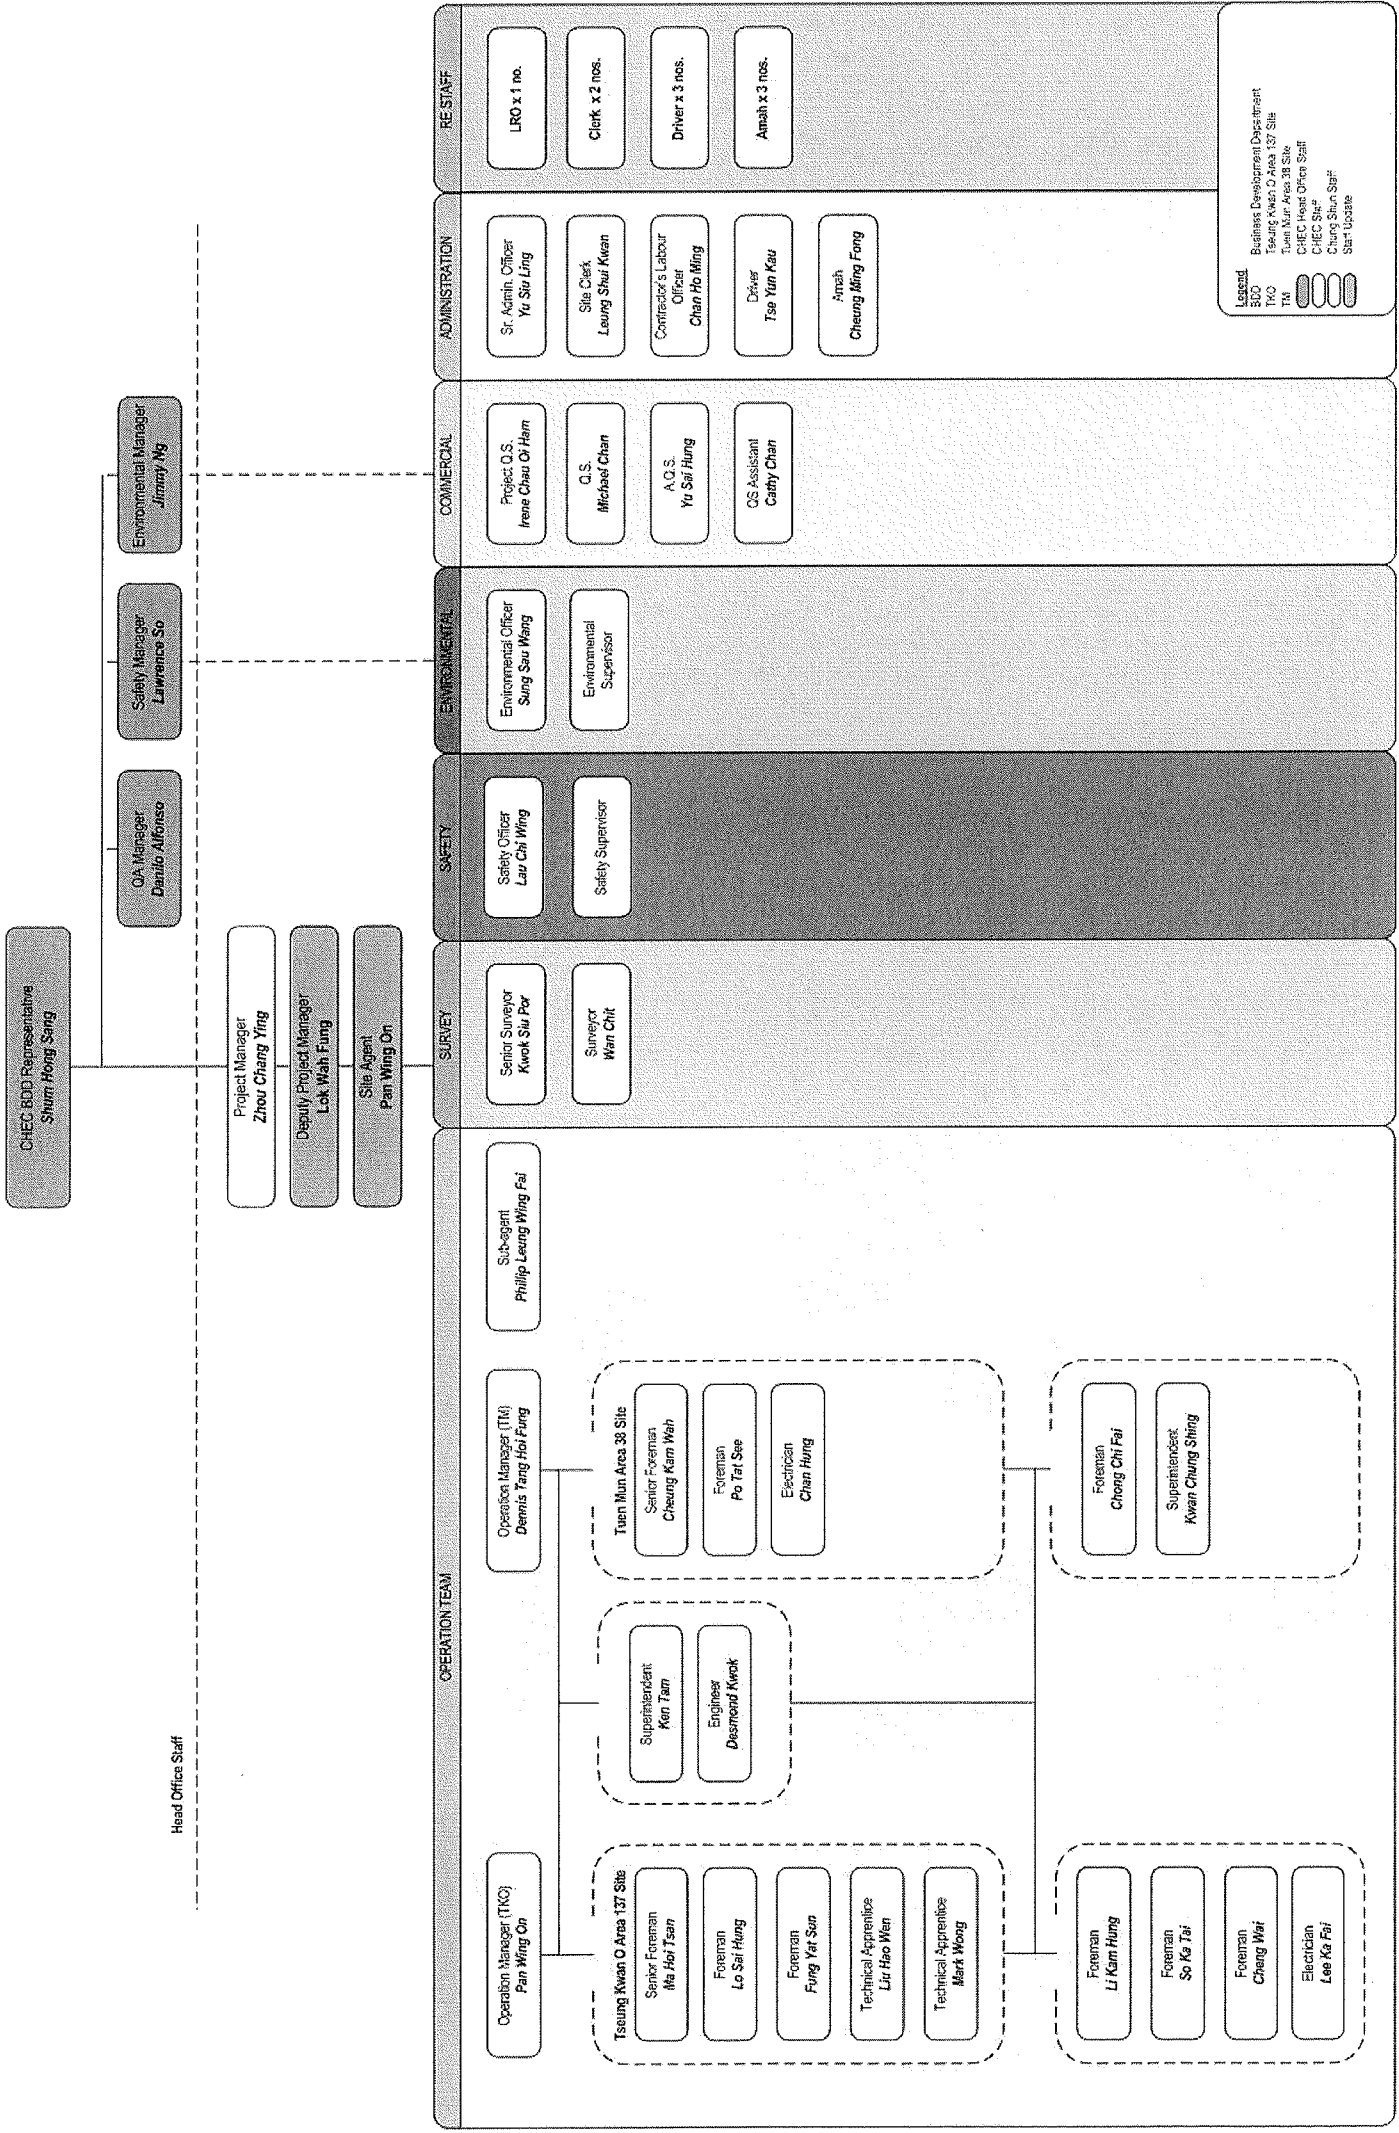 CHEC BDD Representative
Shum Hong Sang
QA Manager
Danilo Alfonso
Safety Manager
Lawrence So
Environmental Manager
Jimmy Ng
Head Office Staff
Project Manager
Zhou Chang Ying
Deputy Project Manager
Lok Wah Fung
Site Agent
Pan Wing On
OPERATION TEAM
SURVEY
SAFETY
ENVIRONMENTAL
COMMERCIAL
ADMINISTRATION
RE STAFF
Operation Manager (TKO)
Pan Wing On
Operation Manager (TM)
Dennis Tang Hoi Fung
Sub-agent
Phillip Leung Wing Fai
Tseung Kwan O Area 137 Site
Senior Foreman
Ma Hoi Tsan
Foreman
Lo Sai Hung
Foreman
Fung Yat Sun
Technical Apprentice
Liu Hao Wen
Technical Apprentice
Mark Wong
Superintendent
Ken Tam
Engineer
Desmond Kwok
Tuen Mun Area 38 Site
Senior Foreman
Cheung Kam Wah
Foreman
Po Tat See
Electrician
Chan Hung
Foreman
Li Kam Hung
Foreman
So Ka Tai
Foreman
Cheng Wai
Electrician
Lee Ka Fai
Foreman
Chong Chi Fai
Superintendent
Kwan Chung Shing
Senior Surveyor
Kwok Siu Por
Surveyor
Wan Chit
Safety Officer
Lau Chi Wing
Safety Supervisor
Environmental Officer
Sung Sau Wang
Environmental
Supervisor
Project Q.S.
Irene Chau Oi Ham
Q.S.
Michael Chan
A.Q.S.
Yu Sai Hung
QS Assistant
Cathy Chan
Sr. Admin. Officer
Yu Siu Ling
Site Clerk
Leung Shui Kwan
Contractor's Labour
Officer
Chan Ho Ming
Driver
Tse Yun Kau
Amah
Cheung Ming Fong
LRO x 1 no.
Clerk x 2 nos.
Driver x 3 nos.
Amah x 3 nos.
Legend
BDD Business Development Department
TKO Tseung Kwan O Area 137 Site
TM Tuen Mun Area 38 Site
CHEC Head Office Staff
CHEC Staff
Chung Shun Staff
Staff Update